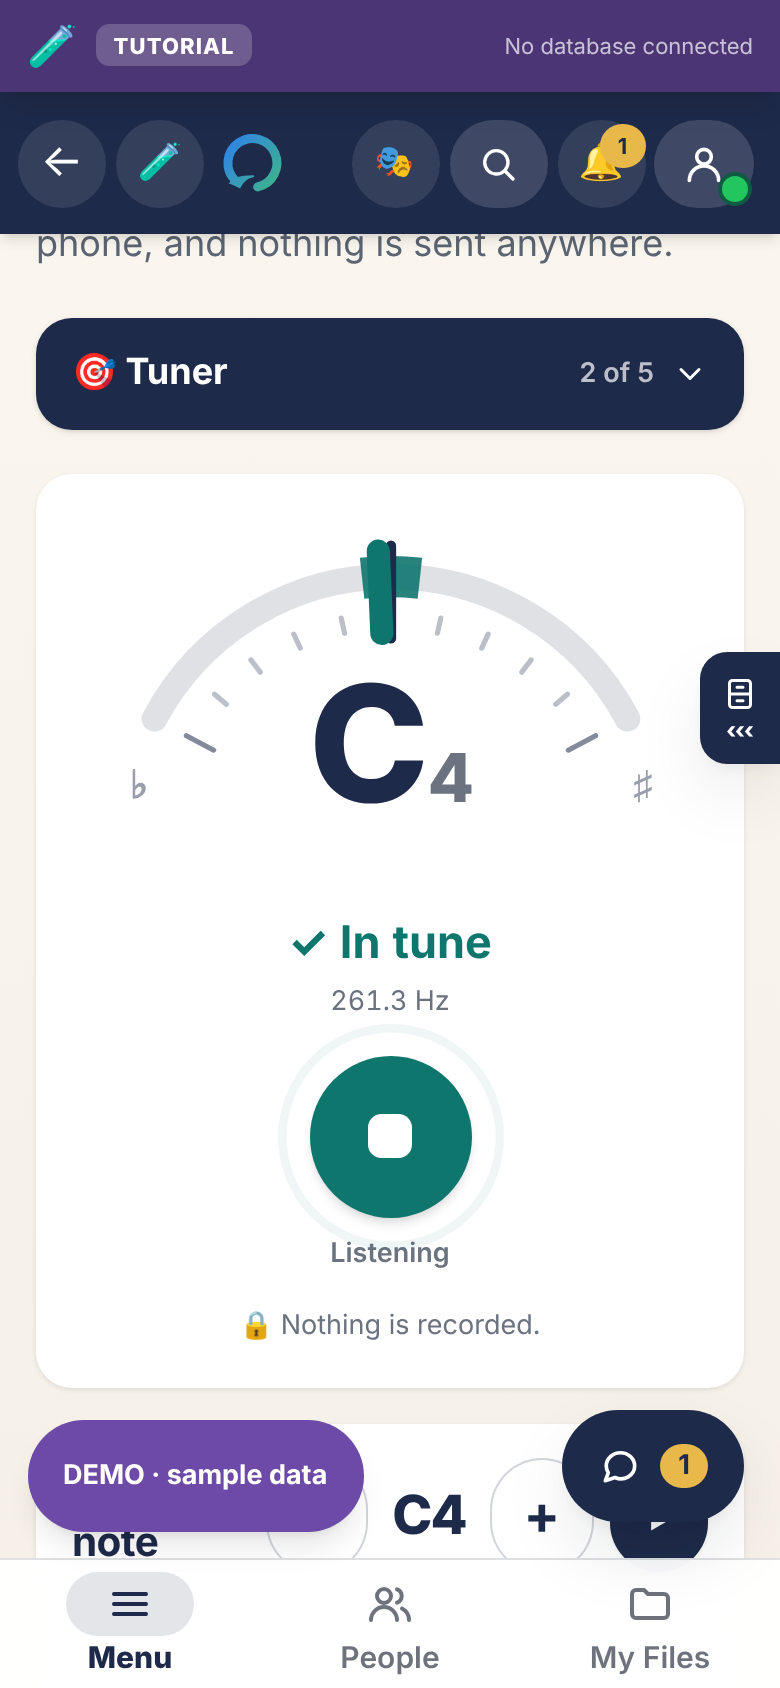 TUTORIAL
No database connected
1
phone, and nothing is sent anywhere.
Tuner
2 of 5
♭
♯
C4
✓ In tune
261.3 Hz
Listening
Nothing is recorded.
DEMO · sample data
1
note
C4
+
Menu
People
My Files